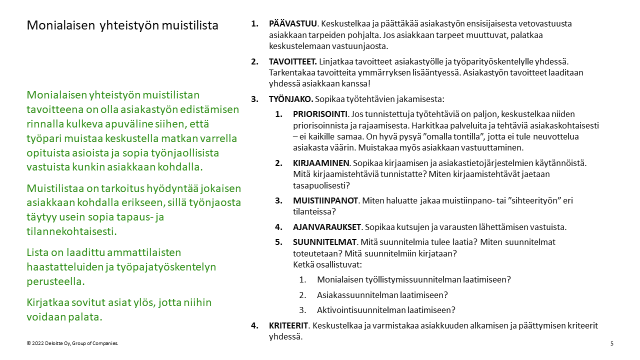 Monialaisen yhteistyön muistilista
Monialaisen yhteistyön muistilistan
tavoitteena on olla asiakastyön edistämisen
rinnalla kulkeva apuväline siihen, että
työpari muistaa keskustella matkan varrella
opituista asioista ja sopia työnjaollisista
vastuista kunkin asiakkaan kohdalla.
Muistilistaa on tarkoitus hyödyntää jokaisen
asiakkaan kohdalla erikseen, sillä työnjaosta
täytyy usein sopia tapaus- ja
tilannekohtaisesti.
Lista on laadittu ammattilaisten
haastatteluiden ja työpajatyöskentelyn
perusteella.
Kirjatkaa sovitut asiat ylös, jotta niihin
voidaan palata.
1. PÄÄVASTUU. Keskustelkaa ja päättäkää asiakastyön ensisijaisesta vetovastuusta
asiakkaan tarpeiden pohjalta. Jos asiakkaan tarpeet muuttuvat, palatkaa
keskustelemaan vastuunjaosta.
2. TAVOITTEET. Linjatkaa tavoitteet asiakastyölle ja työparityöskentelylle yhdessä.
Tarkentakaa tavoitteita ymmärryksen lisääntyessä. Asiakastyön tavoitteet laaditaan
yhdessä asiakkaan kanssa!
3. TYÖNJAKO. Sopikaa työtehtävien jakamisesta:
1. PRIORISOINTI. Jos tunnistettuja työtehtäviä on paljon, keskustelkaa niiden
priorisoinnista ja rajaamisesta. Harkitkaa palveluita ja tehtäviä asiakaskohtaisesti
– ei kaikille samaa. On hyvä pysyä "omalla tontilla", jotta ei tule neuvottelua
asiakasta väärin. Muistakaa myös asiakkaan vastuuttaminen.
2. KIRJAAMINEN. Sopikaa kirjaamisen ja asiakastietojärjestelmien käytännöistä.
Mitä kirjaamistehtäviä tunnistatte? Miten kirjaamistehtävät jaetaan
tasapuolisesti?
3. MUISTIINPANOT. Miten haluatte jakaa muistiinpano- tai "sihteerityön" eri
tilanteissa?
4. AJANVARAUKSET. Sopikaa kutsujen ja varausten lähettämisen vastuista.
5. SUUNNITELMAT. Mitä suunnitelmia tulee laatia? Miten suunnitelmat
toteutetaan? Mitä suunnitelmiin kirjataan?
Ketkä osallistuvat:
1. Monialaisen työllistymissuunnitelman laatimiseen?
2. Asiakassuunnitelman laatimiseen?
3. Aktivointisuunnitelman laatimiseen?
4. KRITEERIT. Keskustelkaa ja varmistakaa asiakkuuden alkamisen ja päättymisen kriteerit
yhdessä.
© 2022 Deloitte Oy, Group of Companies.
5